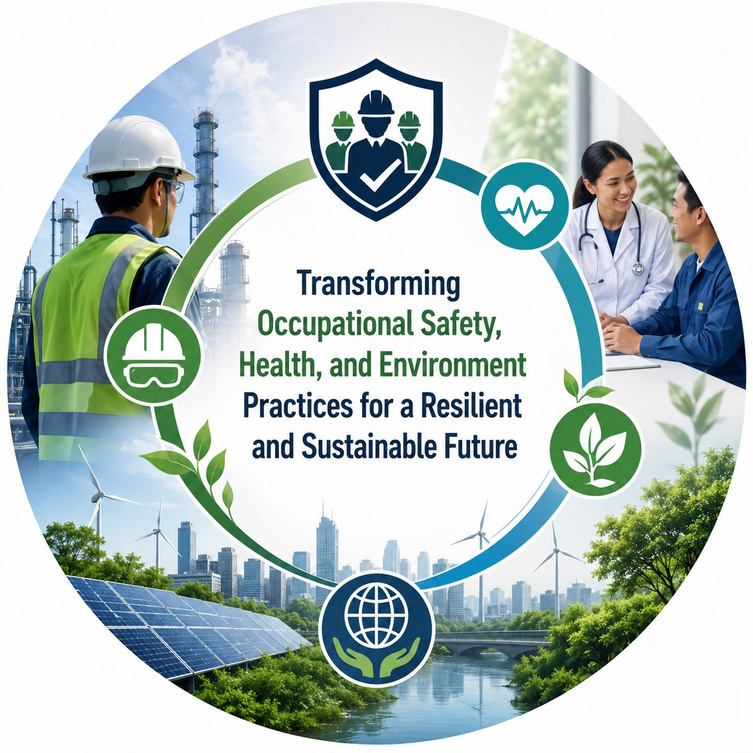 Transforming
Occupational Safety,
Health, and Environment
Practices for a Resilient
and Sustainable Future